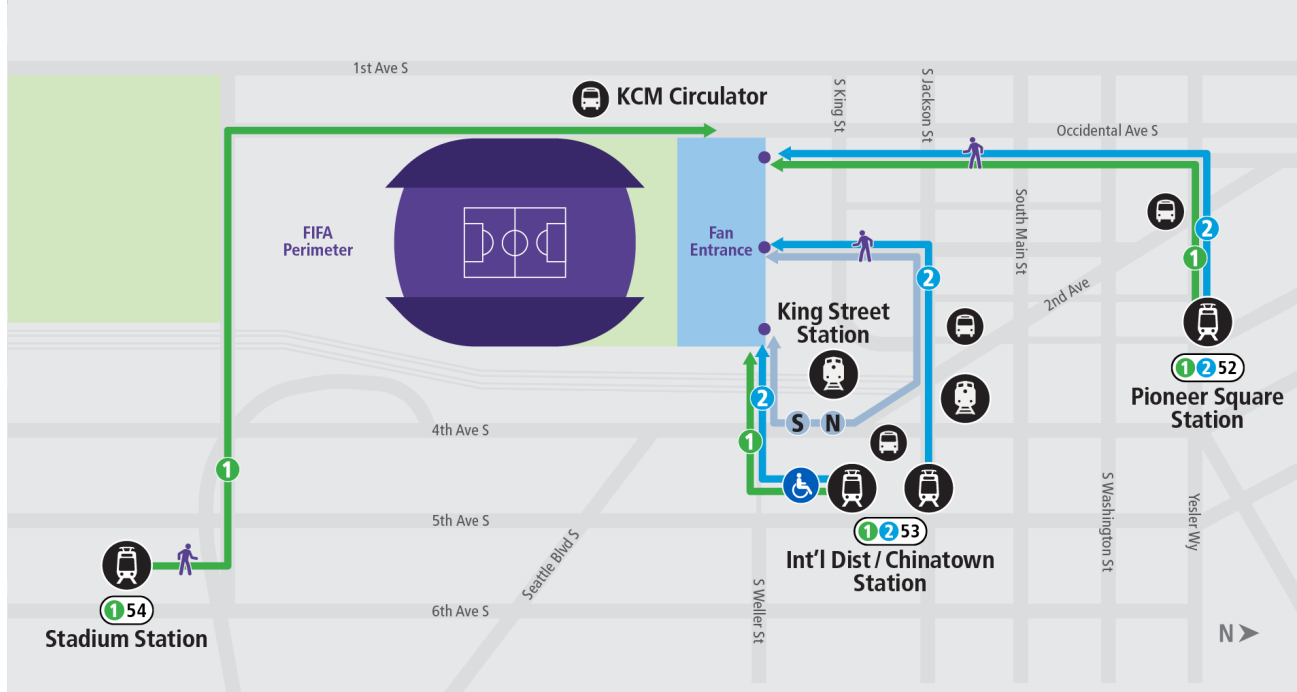 1st Ave S
KCM Circulator
S King St
S Jackson St
Occidental Ave S
FIFA
Perimeter
Fan
Entrance
South Main St
2
1
2
2nd Ave
King Street
Station
1 2 52
Pioneer Square
Station
2
S N
1
4th Ave S
1
S Washington St
Yesler Wy
5th Ave S
1 2 53
Int'l Dist / Chinatown
Station
Seattle Blvd S
S Weller St
1 54
Stadium Station
6th Ave S
N